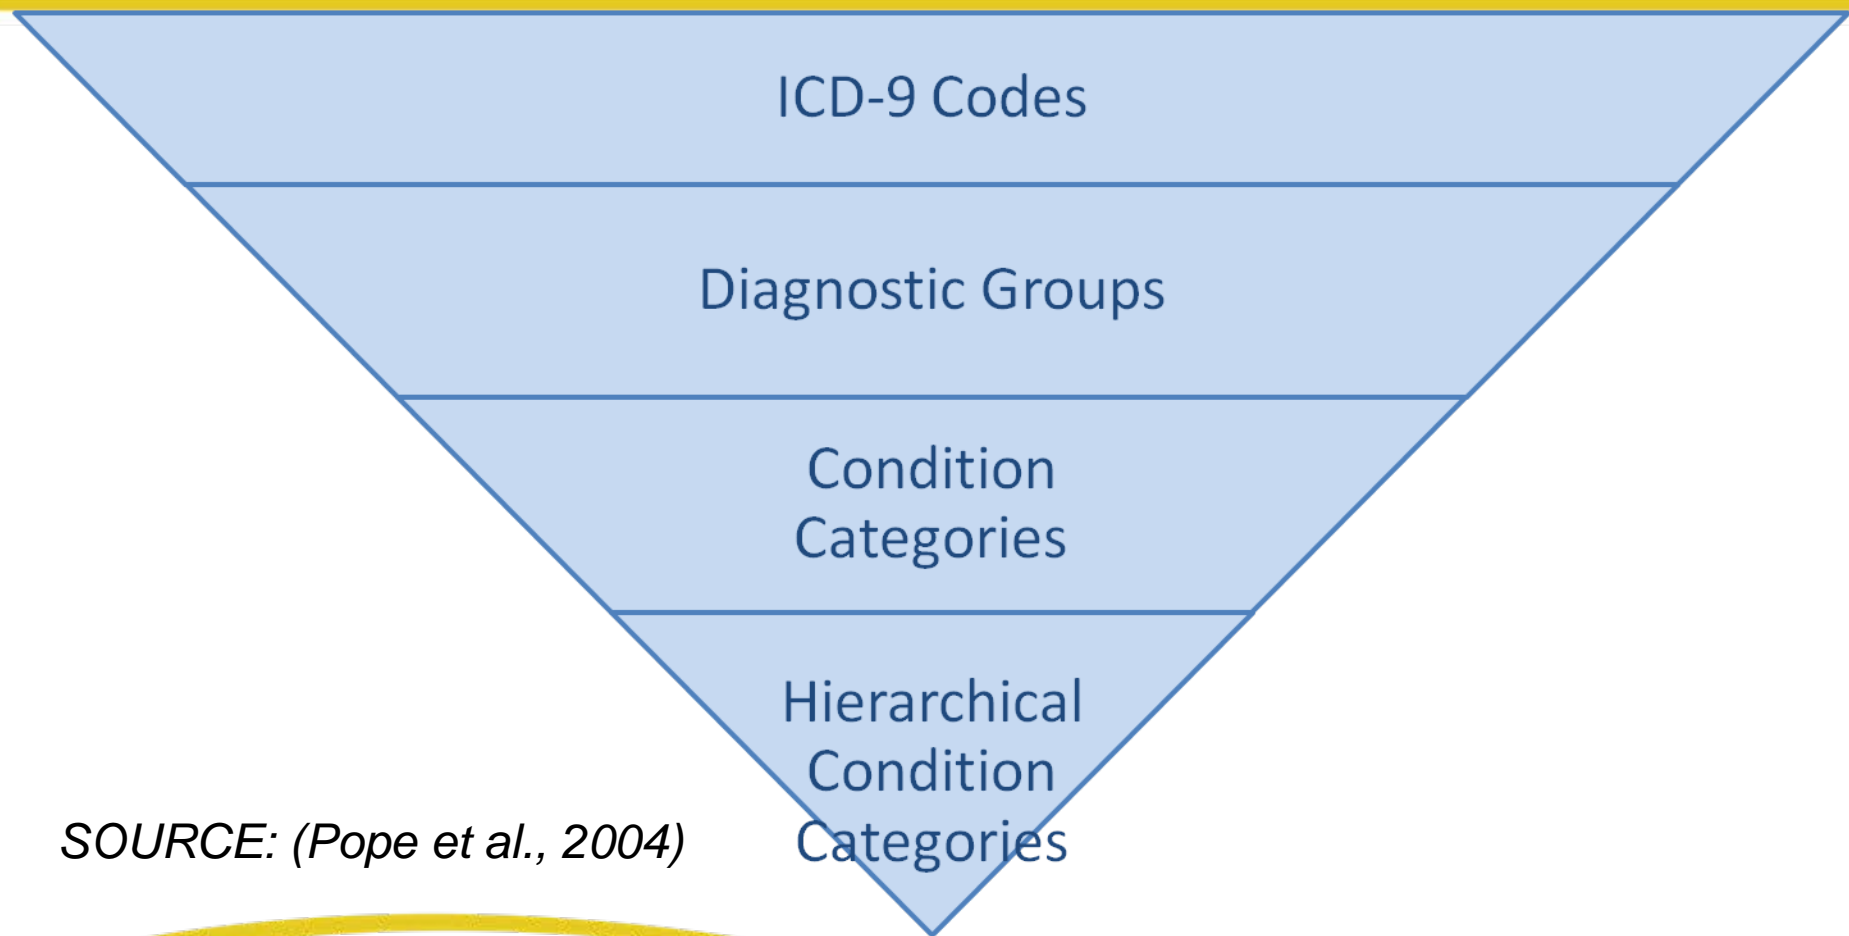 ICD-9 Codes
Diagnostic Groups
Condition
Categories
Hierarchical
Condition
Categories
SOURCE: (Pope et al., 2004)